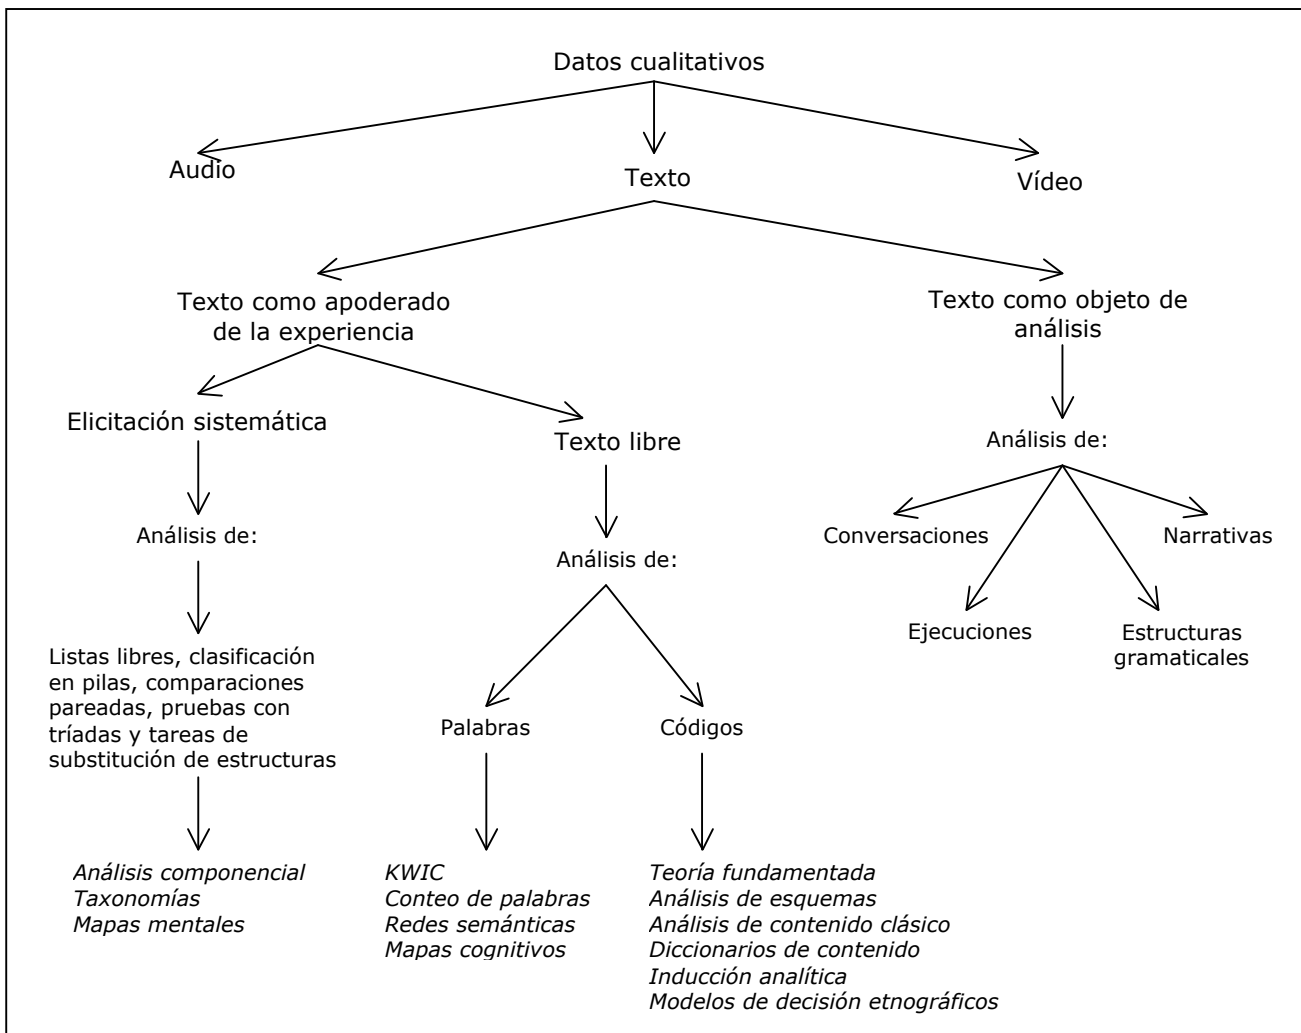 Datos cualitativos
Audio
Texto
Vídeo
Texto como apoderado
de la experiencia
Texto como objeto de
análisis
Elicitación sistemática
Texto libre
Análisis de:
Conversaciones
Narrativas
Ejecuciones
Estructuras
gramaticales
Análisis de:
Análisis de:
Listas libres, clasificación
en pilas, comparaciones
pareadas, pruebas con
tríadas y tareas de
substitución de estructuras
Palabras
Códigos
Análisis componencial
Taxonomías
Mapas mentales
KWIC
Conteo de palabras
Redes semánticas
Mapas cognitivos
Teoría fundamentada
Análisis de esquemas
Análisis de contenido clásico
Diccionarios de contenido
Inducción analítica
Modelos de decisión etnográficos